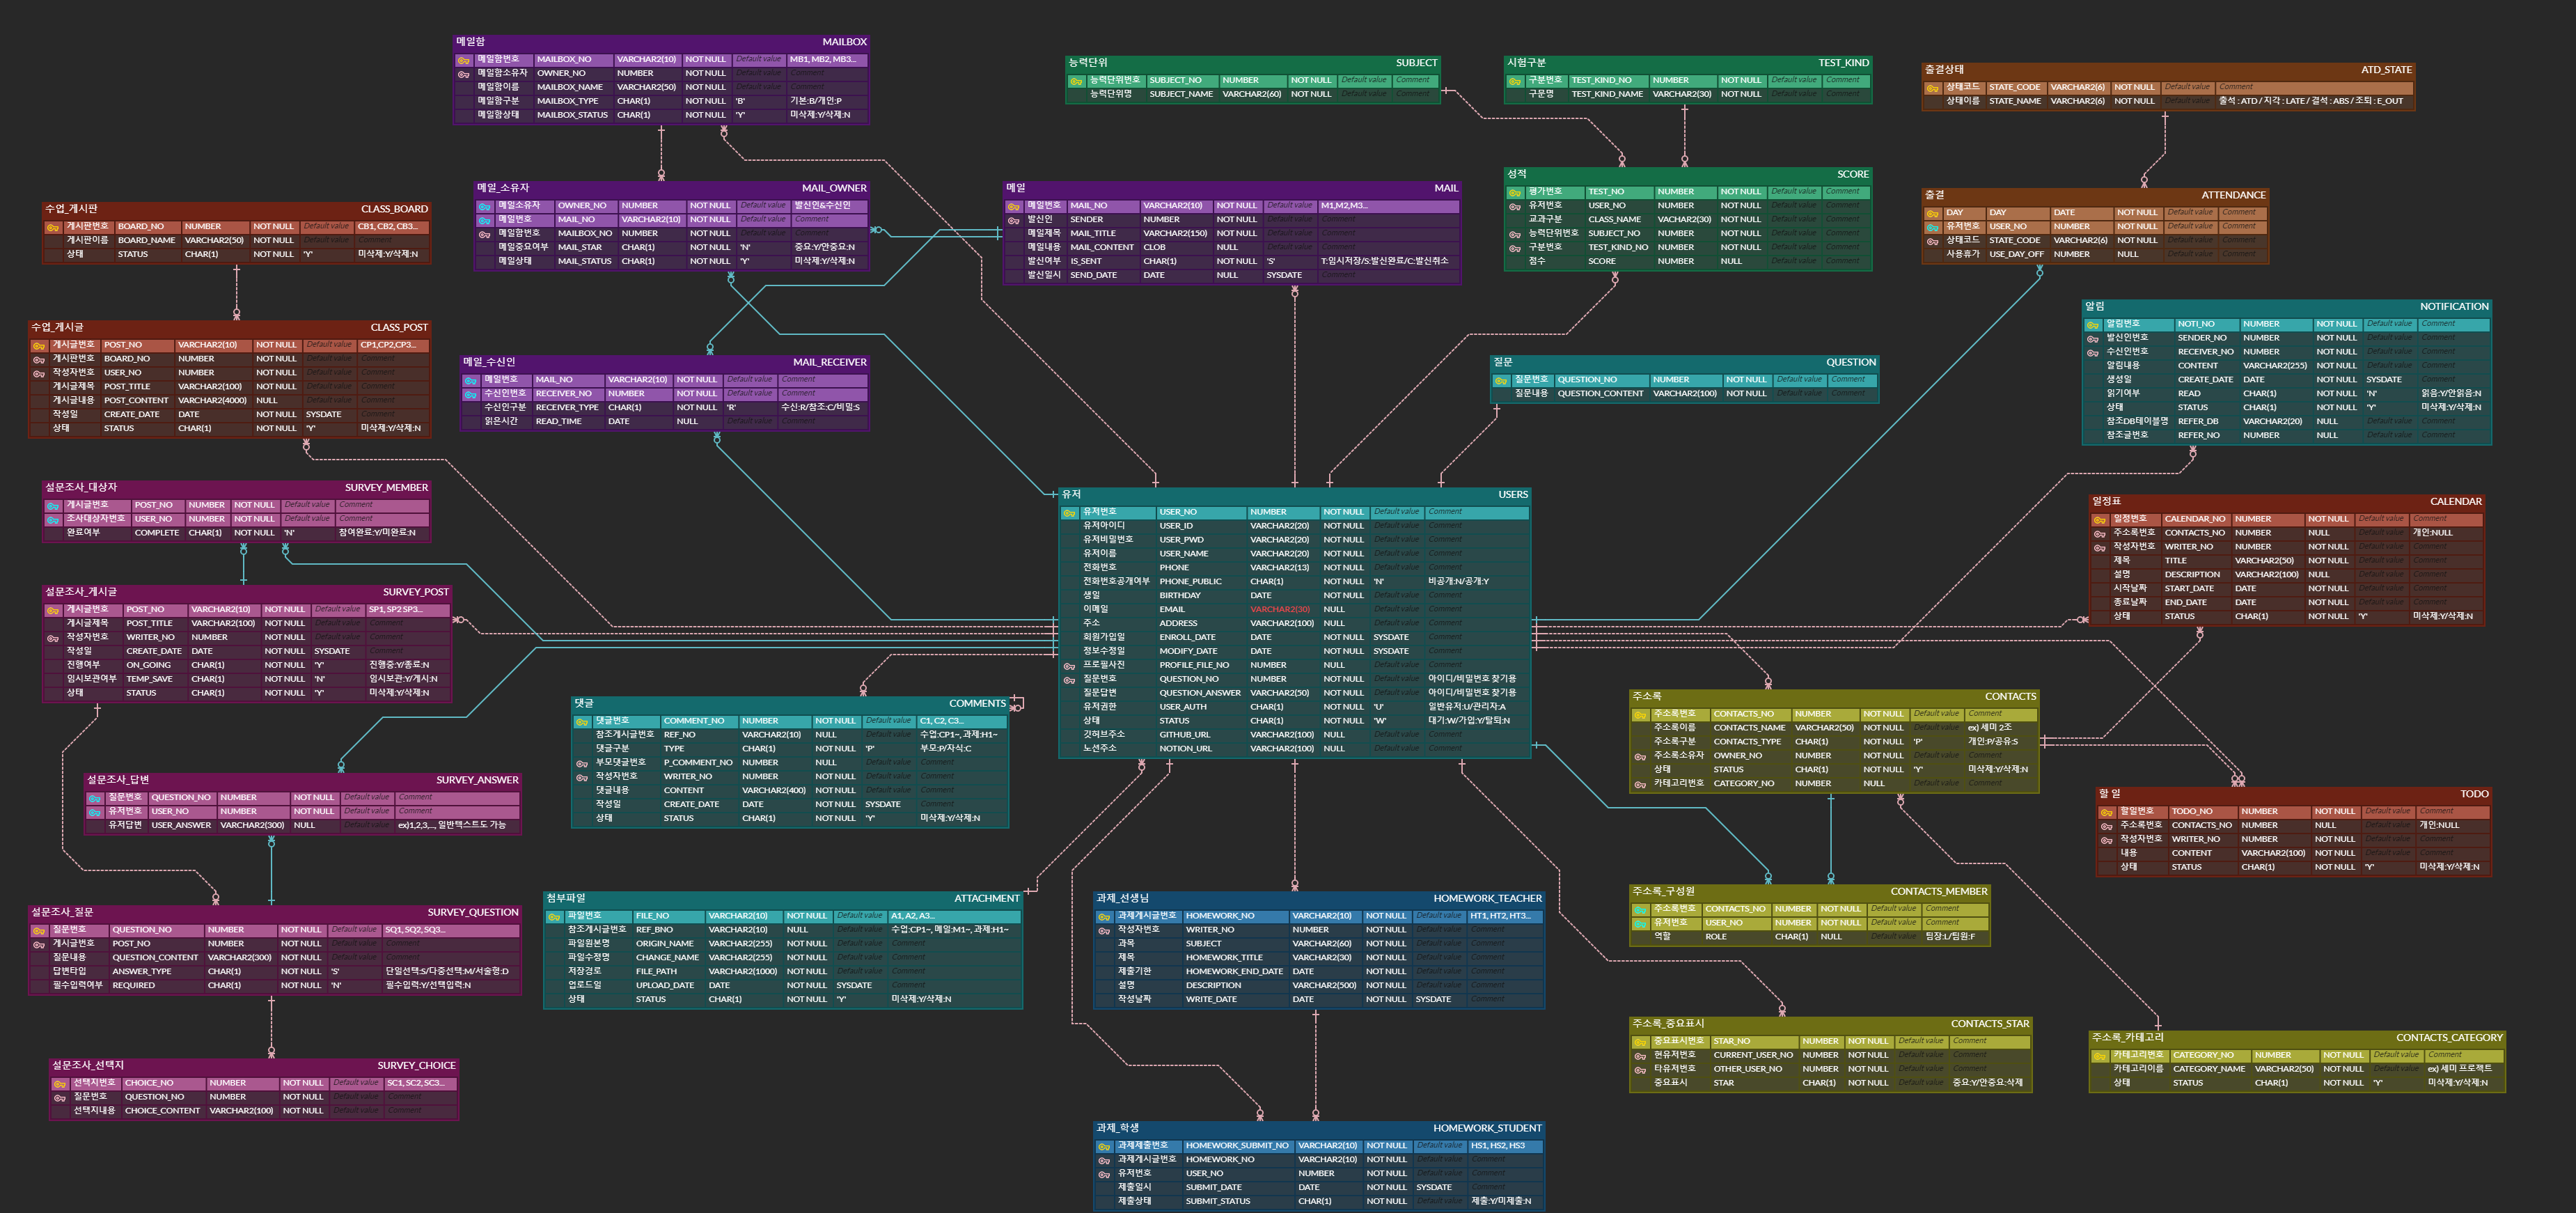 메일함 MAILBOX
메일함번호 MAILBOX_NO VARCHAR2(10) NOT NULL Default value MB1, MB2, MB3...
메일함소유자 OWNER_NO NUMBER NOT NULL Default value Comment
메일함이름 MAILBOX_NAME VARCHAR2(50) NOT NULL Default value Comment
메일함구분 MAILBOX_TYPE CHAR(1) NOT NULL 'B' 기본:B/개인:P
메일함상태 MAILBOX_STATUS CHAR(1) NOT NULL 'Y' 미삭제:Y/삭제:N
능력단위 SUBJECT
능력단위번호 SUBJECT_NO NUMBER NOT NULL Default value Comment
능력단위명 SUBJECT_NAME VARCHAR2(60) NOT NULL Default value Comment
시험구분 TEST_KIND
구분번호 TEST_KIND_NO NUMBER NOT NULL Default value Comment
구문명 TEST_KIND_NAME VARCHAR2(30) NOT NULL Default value Comment
출결상태 ATD_STATE
상태코드 STATE_CODE VARCHAR2(6) NOT NULL Default value Comment
상태이름 STATE_NAME VARCHAR2(6) NOT NULL Default value 출석 : ATD / 지각 : LATE / 결석 : ABS / 조퇴 : E_OUT
수업_게시판 CLASS_BOARD
게시판번호 BOARD_NO NUMBER NOT NULL Default value CB1, CB2, CB3...
게시판이름 BOARD_NAME VARCHAR2(50) NOT NULL Default value Comment
상태 STATUS CHAR(1) NOT NULL 'Y' 미삭제:Y/삭제:N
메일_소유자 MAIL_OWNER
메일소유자 OWNER_NO NUMBER NOT NULL Default value 발신인&수신인
메일번호 MAIL_NO VARCHAR2(10) NOT NULL Default value Comment
메일함번호 MAILBOX_NO NUMBER NOT NULL Default value Comment
메일중요여부 MAIL_STAR CHAR(1) NOT NULL 'N' 중요:Y/안중요:N
메일상태 MAIL_STATUS CHAR(1) NOT NULL 'Y' 미삭제:Y/삭제:N
메일 MAIL
메일번호 MAIL_NO VARCHAR2(10) NOT NULL Default value M1,M2,M3...
발신인 SENDER NUMBER NOT NULL Default value Comment
메일제목 MAIL_TITLE VARCHAR2(150) NOT NULL Default value Comment
메일내용 MAIL_CONTENT CLOB NULL Default value Comment
발신여부 IS_SENT CHAR(1) NOT NULL 'S' T:임시저장/S:발신완료/C:발신취소
발신일시 SEND_DATE DATE NULL SYSDATE Comment
성적 SCORE
평가번호 TEST_NO NUMBER NOT NULL Default value Comment
유저번호 USER_NO NUMBER NOT NULL Default value Comment
교과구분 CLASS_NAME VACHAR2(30) NOT NULL Default value Comment
능력단위번호 SUBJECT_NO NUMBER NOT NULL Default value Comment
구분번호 TEST_KIND_NO NUMBER NOT NULL Default value Comment
점수 SCORE NUMBER NULL Default value Comment
출결 ATTENDANCE
DAY DAY DATE NOT NULL Default value Comment
유저번호 USER_NO NUMBER NOT NULL Default value Comment
상태코드 STATE_CODE VARCHAR2(6) NOT NULL Default value Comment
사용휴가 USE_DAY_OFF NUMBER NULL Default value Comment
수업_게시글 CLASS_POST
게시글번호 POST_NO VARCHAR2(10) NOT NULL Default value CP1,CP2,CP3...
게시판번호 BOARD_NO NUMBER NOT NULL Default value Comment
작성자번호 USER_NO NUMBER NOT NULL Default value Comment
게시글제목 POST_TITLE VARCHAR2(100) NOT NULL Default value Comment
게시글내용 POST_CONTENT VARCHAR2(4000) NULL Default value Comment
작성일 CREATE_DATE DATE NOT NULL SYSDATE Comment
상태 STATUS CHAR(1) NOT NULL 'Y' 미삭제:Y/삭제:N
메일_수신인 MAIL_RECEIVER
메일번호 MAIL_NO VARCHAR2(10) NOT NULL Default value Comment
수신인번호 RECEIVER_NO NUMBER NOT NULL Default value Comment
수신인구분 RECEIVER_TYPE CHAR(1) NOT NULL 'R' 수신:R/참조:C/비밀:S
읽은시간 READ_TIME DATE NULL Default value Comment
질문 QUESTION
질문번호 QUESTION_NO NUMBER NOT NULL Default value Comment
질문내용 QUESTION_CONTENT VARCHAR2(100) NOT NULL Default value Comment
알림 NOTIFICATION
알림번호 NOTI_NO NUMBER NOT NULL Default value Comment
발신인번호 SENDER_NO NUMBER NOT NULL Default value Comment
수신인번호 RECEIVER_NO NUMBER NOT NULL Default value Comment
알림내용 CONTENT VARCHAR2(255) NOT NULL Default value Comment
생성일 CREATE_DATE DATE NOT NULL SYSDATE Comment
읽기여부 READ CHAR(1) NOT NULL 'N' 읽음:Y/안읽음:N
상태 STATUS CHAR(1) NOT NULL 'Y' 미삭제:Y/삭제:N
참조DB테이블명 REFER_DB VARCHAR2(20) NULL Default value Comment
참조글번호 REFER_NO NUMBER NULL Default value Comment
설문조사_대상자 SURVEY_MEMBER
게시글번호 POST_NO NUMBER NOT NULL Default value Comment
조사대상자번호 USER_NO NUMBER NOT NULL Default value Comment
완료여부 COMPLETE CHAR(1) NOT NULL 'N' 참여완료:Y/미완료:N
유저 USERS
유저번호 USER_NO NUMBER NOT NULL Default value Comment
유저아이디 USER_ID VARCHAR2(20) NOT NULL Default value Comment
유저비밀번호 USER_PWD VARCHAR2(20) NOT NULL Default value Comment
유저이름 USER_NAME VARCHAR2(20) NOT NULL Default value Comment
전화번호 PHONE VARCHAR2(13) NOT NULL Default value Comment
전화번호공개여부 PHONE_PUBLIC CHAR(1) NOT NULL 'N' 비공개:N/공개:Y
생일 BIRTHDAY DATE NOT NULL Default value Comment
이메일 EMAIL VARCHAR2(30) NULL Default value Comment
주소 ADDRESS VARCHAR2(100) NULL Default value Comment
회원가입일 ENROLL_DATE DATE NOT NULL SYSDATE Comment
정보수정일 MODIFY_DATE DATE NOT NULL SYSDATE Comment
프로필사진 PROFILE_FILE_NO NUMBER NULL Default value Comment
질문번호 QUESTION_NO NUMBER NOT NULL Default value 아이디/비밀번호 찾기용
질문답변 QUESTION_ANSWER VARCHAR2(50) NOT NULL Default value 아이디/비밀번호 찾기용
유저권한 USER_AUTH CHAR(1) NOT NULL 'U' 일반유저:U/관리자:A
상태 STATUS CHAR(1) NOT NULL 'W' 대기:W/가입:Y/탈퇴:N
깃허브주소 GITHUB_URL VARCHAR2(100) NULL Default value Comment
노션주소 NOTION_URL VARCHAR2(100) NULL Default value Comment
일정표 CALENDAR
일정번호 CALENDAR_NO NUMBER NOT NULL Default value Comment
주소록번호 CONTACTS_NO NUMBER NULL Default value 개인:NULL
작성자번호 WRITER_NO NUMBER NOT NULL Default value Comment
제목 TITLE VARCHAR2(50) NOT NULL Default value Comment
설명 DESCRIPTION VARCHAR2(100) NULL Default value Comment
시작날짜 START_DATE DATE NOT NULL Default value Comment
종료날짜 END_DATE DATE NOT NULL Default value Comment
상태 STATUS CHAR(1) NOT NULL 'Y' 미삭제:Y/삭제:N
설문조사_게시글 SURVEY_POST
게시글번호 POST_NO VARCHAR2(10) NOT NULL Default value SP1, SP2 SP3...
게시글제목 POST_TITLE VARCHAR2(100) NOT NULL Default value Comment
작성자번호 WRITER_NO NUMBER NOT NULL Default value Comment
작성일 CREATE_DATE DATE NOT NULL SYSDATE Comment
진행여부 ON_GOING CHAR(1) NOT NULL 'Y' 진행중:Y/종료:N
임시보관여부 TEMP_SAVE CHAR(1) NOT NULL 'N' 임시보관:Y/게시:N
상태 STATUS CHAR(1) NOT NULL 'Y' 미삭제:Y/삭제:N
댓글 COMMENTS
댓글번호 COMMENT_NO NUMBER NOT NULL Default value C1, C2, C3...
참조게시글번호 REF_NO VARCHAR2(10) NULL Default value 수업:CP1~, 과제:H1~
댓글구분 TYPE CHAR(1) NOT NULL 'P' 부모:P/자식:C
부모댓글번호 P_COMMENT_NO NUMBER NULL Default value Comment
작성자번호 WRITER_NO NUMBER NOT NULL Default value Comment
댓글내용 CONTENT VARCHAR2(400) NOT NULL Default value Comment
작성일 CREATE_DATE DATE NOT NULL SYSDATE Comment
상태 STATUS CHAR(1) NOT NULL 'Y' 미삭제:Y/삭제:N
주소록 CONTACTS
주소록번호 CONTACTS_NO NUMBER NOT NULL Default value Comment
주소록이름 CONTACTS_NAME VARCHAR2(50) NOT NULL Default value ex) 세미 2조
주소록구분 CONTACTS_TYPE CHAR(1) NOT NULL 'P' 개인:P/공유:S
주소록소유자 OWNER_NO NUMBER NOT NULL Default value Comment
상태 STATUS CHAR(1) NOT NULL 'Y' 미삭제:Y/삭제:N
카테고리번호 CATEGORY_NO NUMBER NULL Default value Comment
설문조사_답변 SURVEY_ANSWER
질문번호 QUESTION_NO NUMBER NOT NULL Default value Comment
유저번호 USER_NO NUMBER NOT NULL Default value Comment
유저답변 USER_ANSWER VARCHAR2(300) NULL Default value ex)1,2,3,..., 일반텍스트도 가능
할 일 TODO
할일번호 TODO_NO NUMBER NOT NULL Default value Comment
주소록번호 CONTACTS_NO NUMBER NULL Default value 개인:NULL
작성자번호 WRITER_NO NUMBER NOT NULL Default value Comment
내용 CONTENT VARCHAR2(100) NOT NULL Default value Comment
상태 STATUS CHAR(1) NOT NULL 'Y' 미삭제:Y/삭제:N
첨부파일 ATTACHMENT
파일번호 FILE_NO VARCHAR2(10) NOT NULL Default value A1, A2, A3...
참조게시글번호 REF_BNO VARCHAR2(10) NULL Default value 수업:CP1~, 메일:M1~, 과제:H1~
파일원본명 ORIGIN_NAME VARCHAR2(255) NOT NULL Default value Comment
파일수정명 CHANGE_NAME VARCHAR2(255) NOT NULL Default value Comment
저장경로 FILE_PATH VARCHAR2(1000) NOT NULL Default value Comment
업로드일 UPLOAD_DATE DATE NOT NULL SYSDATE Comment
상태 STATUS CHAR(1) NOT NULL 'Y' 미삭제:Y/삭제:N
과제_선생님 HOMEWORK_TEACHER
과제게시글번호 HOMEWORK_NO VARCHAR2(10) NOT NULL Default value HT1, HT2, HT3...
작성자번호 WRITER_NO NUMBER NOT NULL Default value Comment
과목 SUBJECT VARCHAR2(60) NOT NULL Default value Comment
제목 HOMEWORK_TITLE VARCHAR2(30) NOT NULL Default value Comment
제출기한 HOMEWORK_END_DATE DATE NOT NULL Default value Comment
설명 DESCRIPTION VARCHAR2(500) NOT NULL Default value Comment
작성날짜 WRITE_DATE DATE NOT NULL SYSDATE Comment
주소록_구성원 CONTACTS_MEMBER
주소록번호 CONTACTS_NO NUMBER NOT NULL Default value Comment
유저번호 USER_NO NUMBER NOT NULL Default value Comment
역할 ROLE CHAR(1) NULL Default value 팀장:L/팀원:F
설문조사_질문 SURVEY_QUESTION
질문번호 QUESTION_NO NUMBER NOT NULL Default value SQ1, SQ2, SQ3...
게시글번호 POST_NO NUMBER NOT NULL Default value Comment
질문내용 QUESTION_CONTENT VARCHAR2(300) NOT NULL Default value Comment
답변타입 ANSWER_TYPE CHAR(1) NOT NULL 'S' 단일선택:S/다중선택:M/서술형:D
필수입력여부 REQUIRED CHAR(1) NOT NULL 'N' 필수입력:Y/선택입력:N
주소록_중요표시 CONTACTS_STAR
중요표시번호 STAR_NO NUMBER NOT NULL Default value Comment
현유저번호 CURRENT_USER_NO NUMBER NOT NULL Default value Comment
타유저번호 OTHER_USER_NO NUMBER NOT NULL Default value Comment
중요표시 STAR CHAR(1) NOT NULL Default value 중요:Y/안중요:삭제
주소록_카테고리 CONTACTS_CATEGORY
카테고리번호 CATEGORY_NO NUMBER NOT NULL Default value Comment
카테고리이름 CATEGORY_NAME VARCHAR2(50) NOT NULL Default value ex) 세미 프로젝트
상태 STATUS CHAR(1) NOT NULL 'Y' 미삭제:Y/삭제:N
설문조사_선택지 SURVEY_CHOICE
선택지번호 CHOICE_NO NUMBER NOT NULL Default value SC1, SC2, SC3...
질문번호 QUESTION_NO NUMBER NOT NULL Default value Comment
선택지내용 CHOICE_CONTENT VARCHAR2(100) NOT NULL Default value Comment
과제_학생 HOMEWORK_STUDENT
과제제출번호 HOMEWORK_SUBMIT_NO VARCHAR2(10) NOT NULL Default value HS1, HS2, HS3
과제게시글번호 HOMEWORK_NO VARCHAR2(10) NOT NULL Default value Comment
유저번호 USER_NO NUMBER NOT NULL Default value Comment
제출일시 SUBMIT_DATE DATE NOT NULL SYSDATE Comment
제출상태 SUBMIT_STATUS CHAR(1) NOT NULL Default value 제출:Y/미제출:N